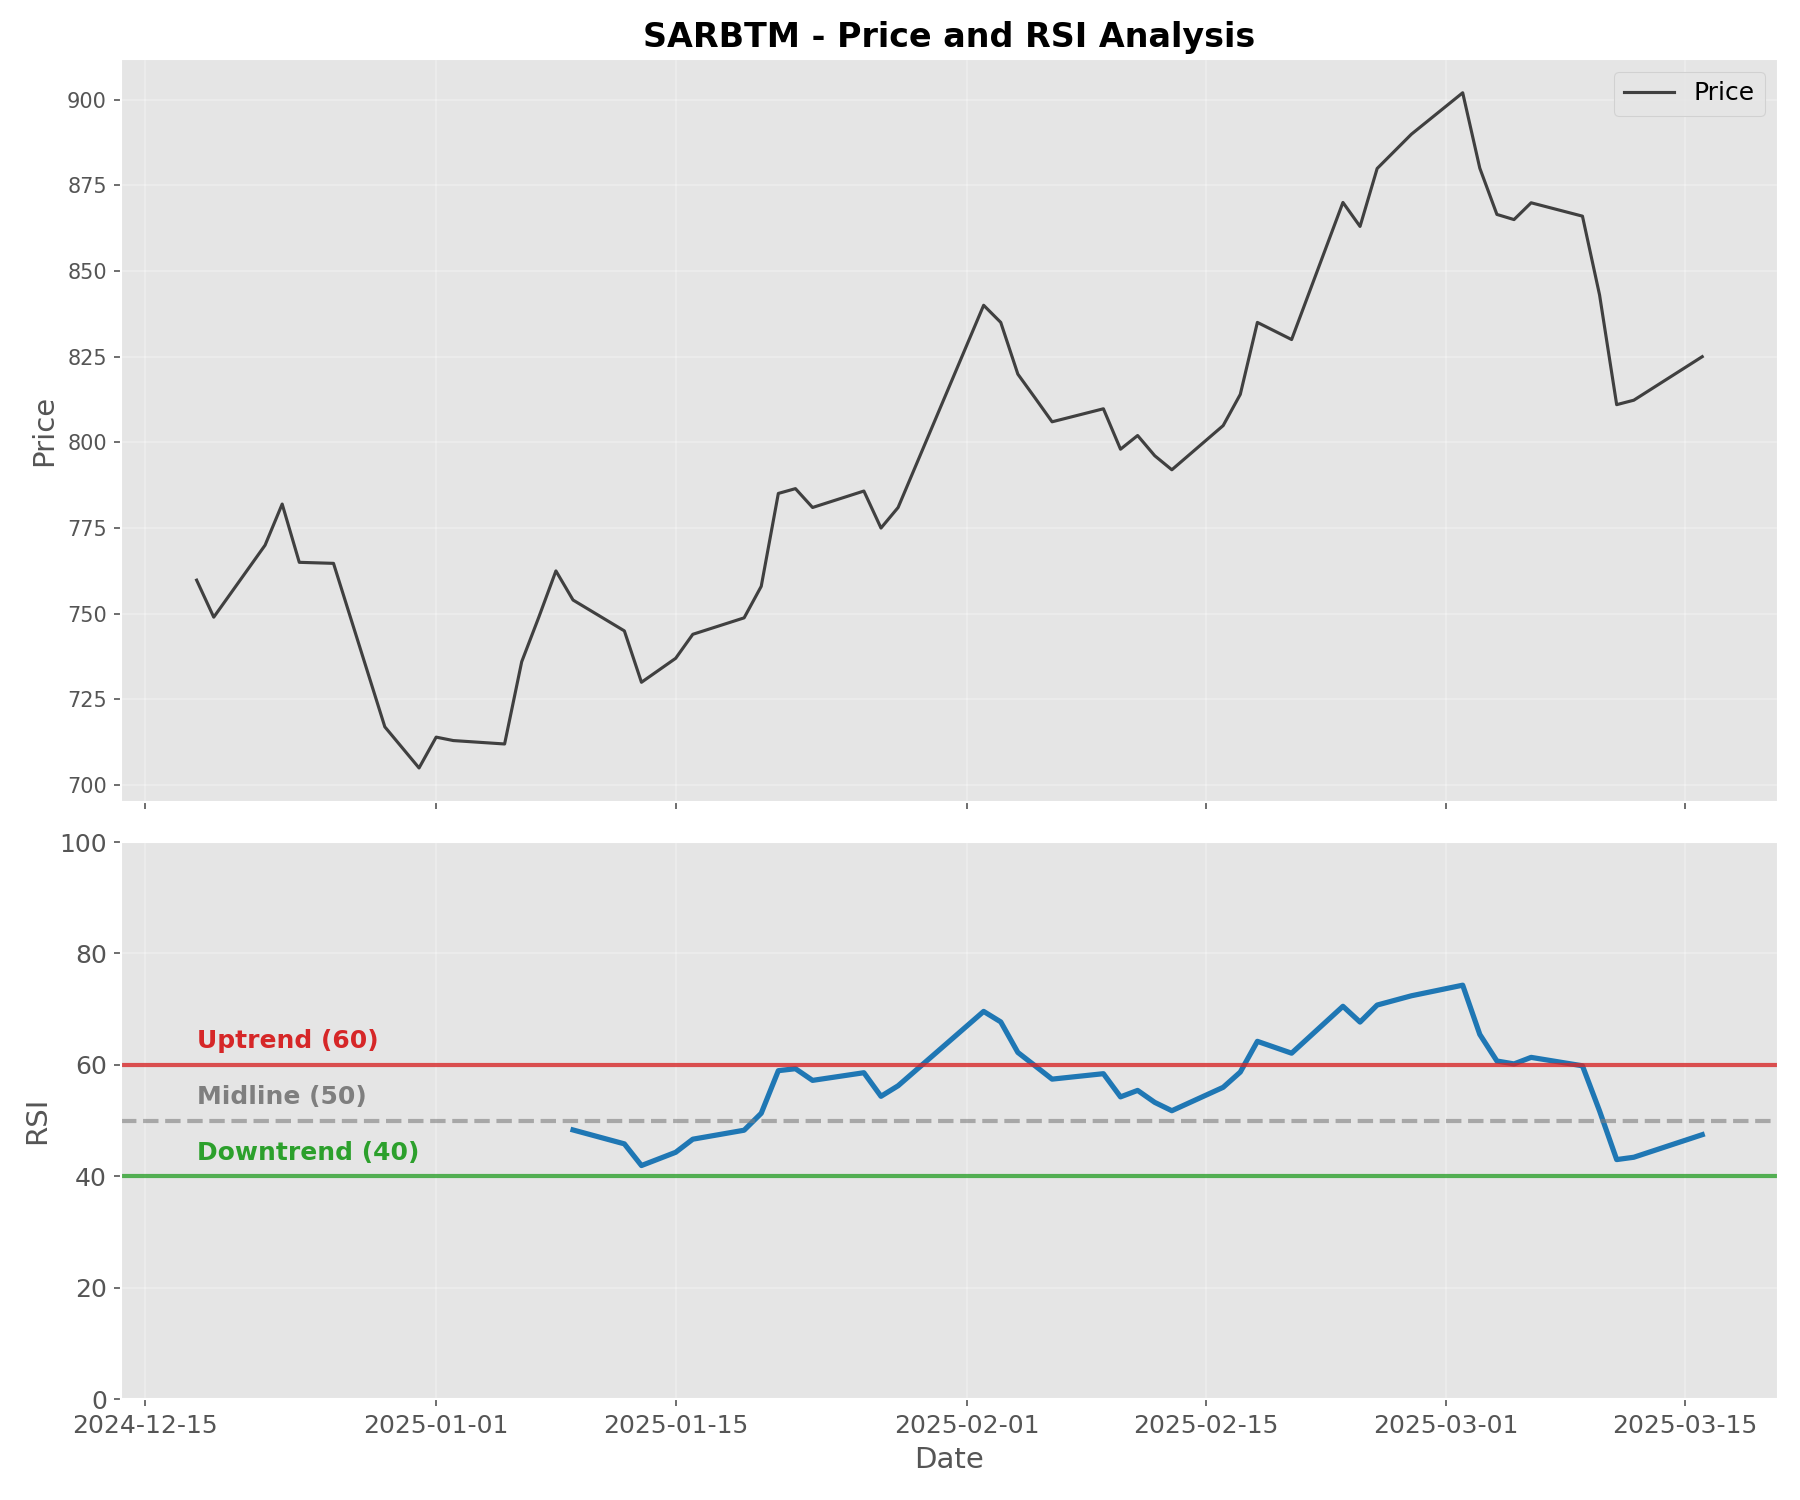 SARBTM - Price and RSI Analysis
Price
900
875
850
825
800
775
750
725
700
Price
100
80
60
40
20
0
RSI
Uptrend (60)
Midline (50)
Downtrend (40)
2024-12-15 2025-01-01 2025-01-15 2025-02-01 2025-02-15 2025-03-01 2025-03-15
Date